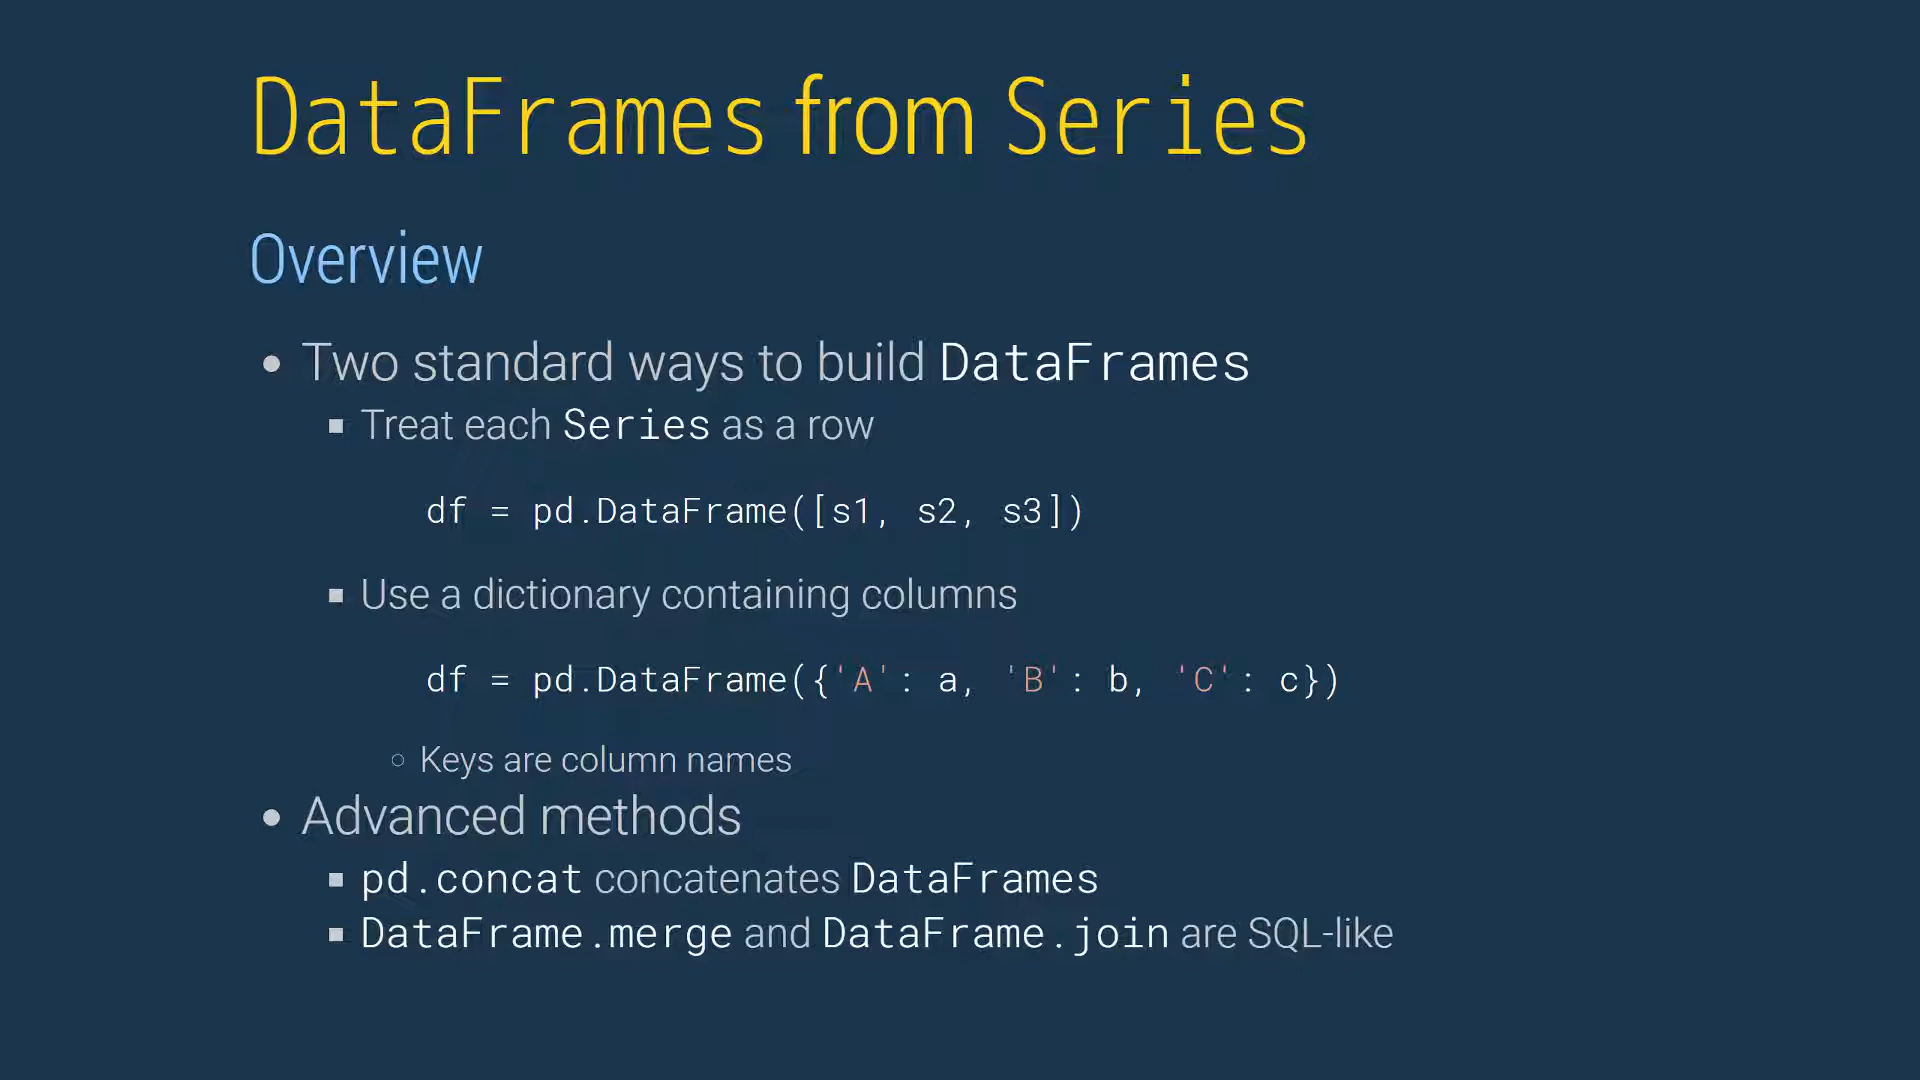 DataFrames from Series
Overview
• Two standard ways to build DataFrames
▪ Treat each Series as a row
df = pd.DataFrame([s1, s2, s3])
▪ Use a dictionary containing columns
df = pd.DataFrame({'A': a, 'B': b, 'C': c})
○ Keys are column names
• Advanced methods
▪ pd.concat concatenates DataFrames
▪ DataFrame.merge and DataFrame.join are SQL-like